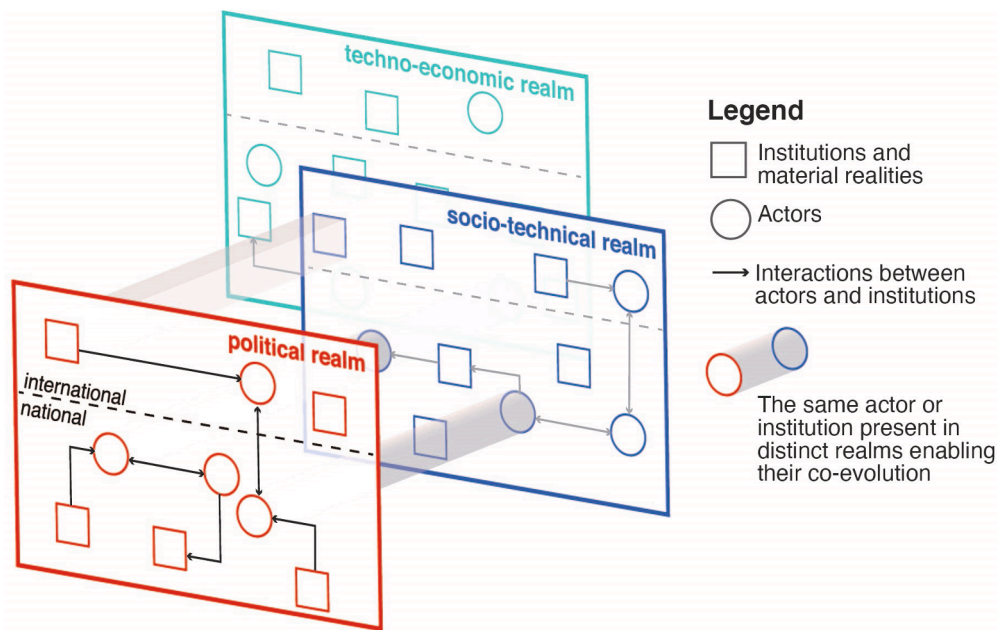 techno-economic realm
socio-technical realm
political realm
international
national
Legend
Institutions and
material realities
Actors
Interactions between
actors and institutions
The same actor or
institution present in
distinct realms enabling
their co-evolution